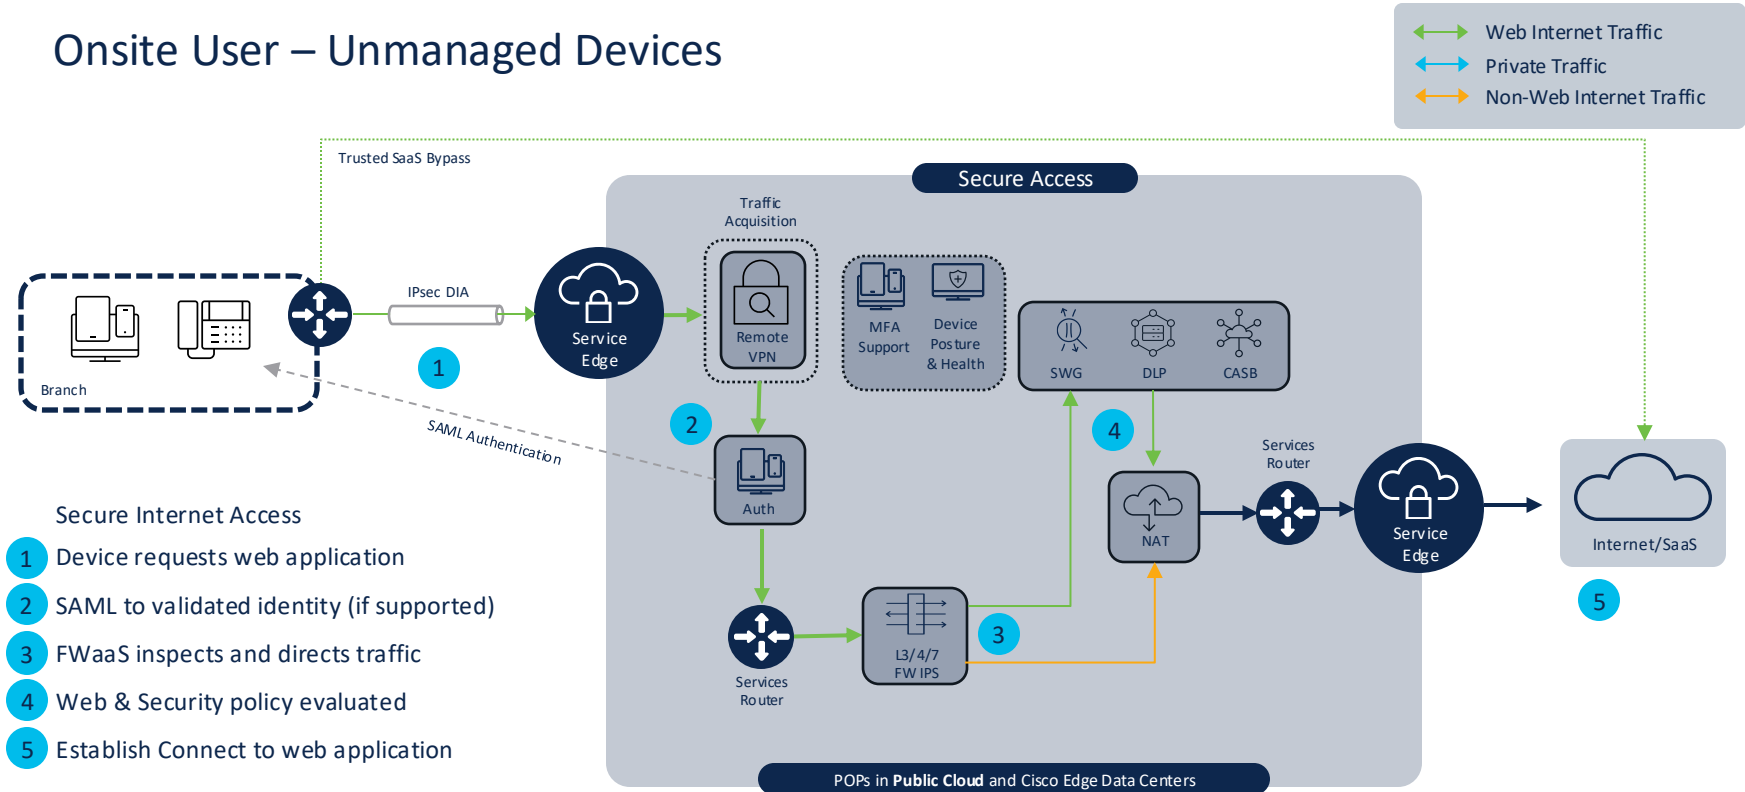 Onsite User – Unmanaged Devices
Web Internet Traffic
Private Traffic
Non-Web Internet Traffic
Trusted SaaS Bypass
Secure Access
Traffic
Acquisition
IPsec DIA
Service
Edge
Remote
VPN
MFA
Support
Device
Posture
& Health
SWG
DLP
CASB
Branch
1
2
SAML Authentication
Auth
4
Services
Router
NAT
Service
Edge
Internet/SaaS
5
3
L3/4/7
FW IPS
Services
Router
Secure Internet Access
1 Device requests web application
2 SAML to validated identity (if supported)
3 FWaaS inspects and directs traffic
4 Web & Security policy evaluated
5 Establish Connect to web application
POPs in Public Cloud and Cisco Edge Data Centers